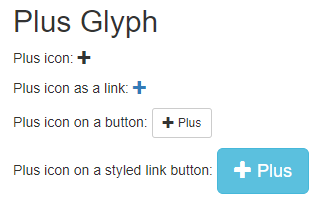 Plus Glyph
Plus icon:
Plus icon as a link:
Plus icon on a button: Plus
Plus icon on a styled link button: Plus